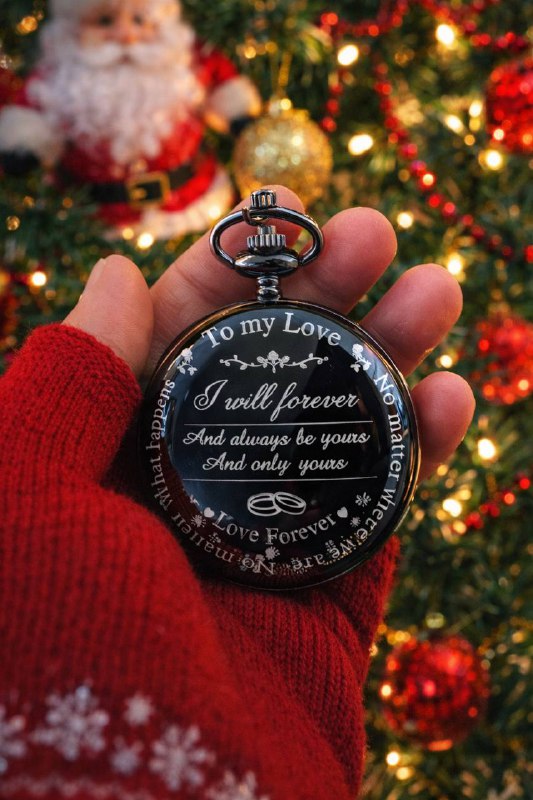 To my Love
I will forever
And always be yours
And only yours
Love Forever
No matter where we are, No matter What happens